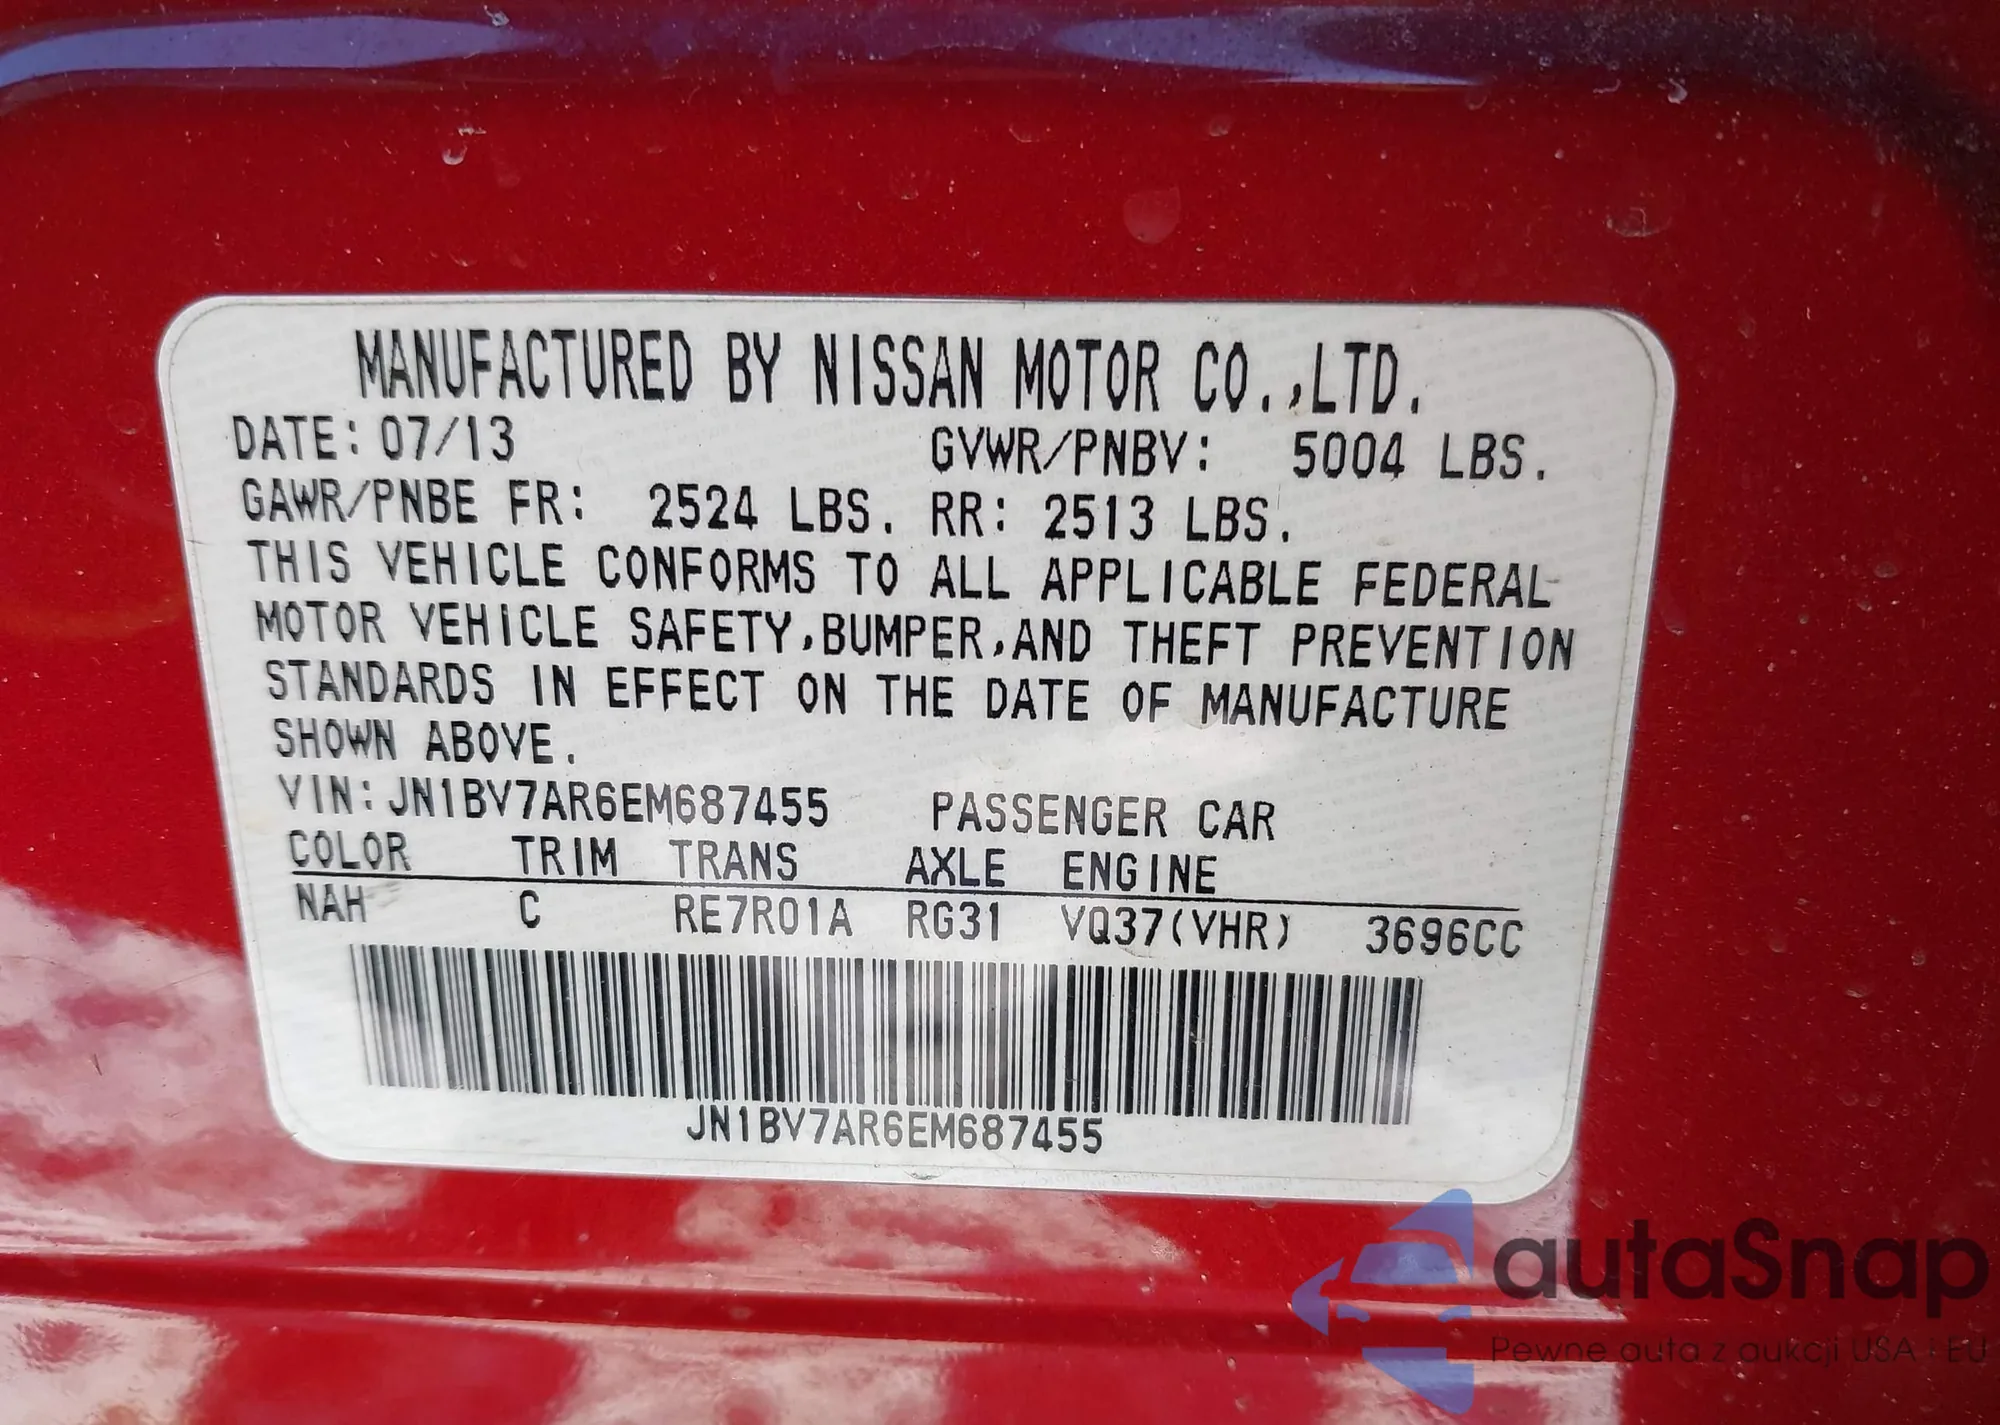 MANUFACTURED BY NISSAN MOTOR CO.,LTD.
DATE: 07/13 GVWR/PNBV: 5004 LBS.
GAWR/PNBE FR: 2524 LBS. RR: 2513 LBS.
THIS VEHICLE CONFORMS TO ALL APPLICABLE FEDERAL
MOTOR VEHICLE SAFETY,BUMPER,AND THEFT PREVENTION
STANDARDS IN EFFECT ON THE DATE OF MANUFACTURE
SHOWN ABOVE.
VIN: JN1BV7AR6EM687455 PASSENGER CAR
COLOR TRIM TRANS AXLE ENGINE
NAH C RE7R01A RG31 VQ37(VHR) 3696CC
JN1BV7AR6EM687455
autaSnap
Pewne auta z aukcji USA i EU